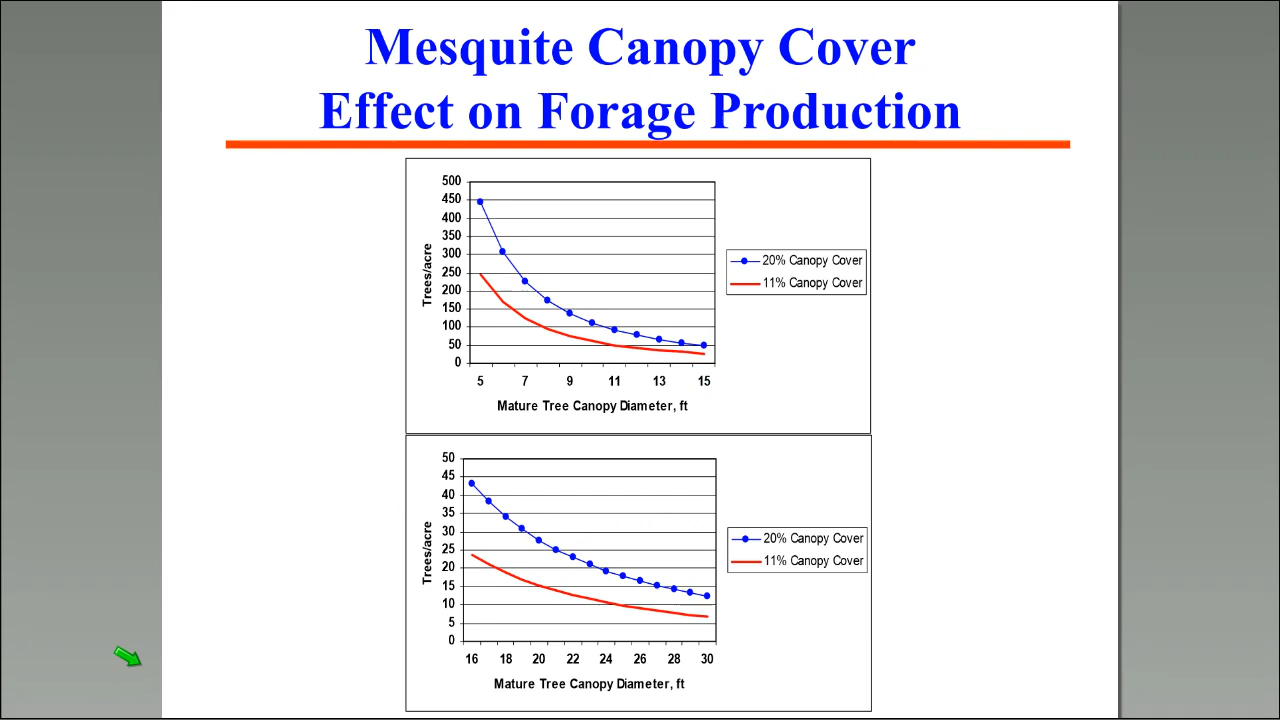 Mesquite Canopy Cover
Effect on Forage Production
500
450
400
350
300
250
200
150
100
50
0
Trees/acre
5 7 9 11 13 15
Mature Tree Canopy Diameter, ft
20% Canopy Cover
11% Canopy Cover
50
45
40
35
30
25
20
15
10
5
0
Trees/acre
16 18 20 22 24 26 28 30
Mature Tree Canopy Diameter, ft
20% Canopy Cover
11% Canopy Cover